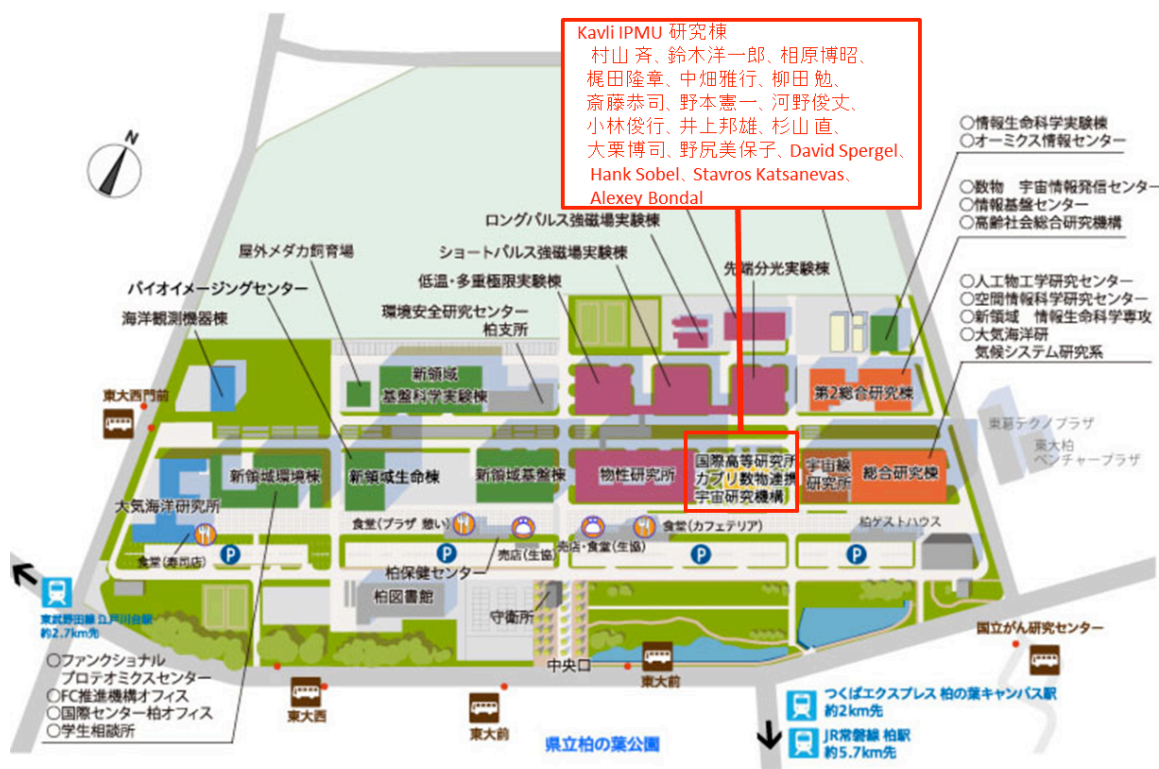 Kavli IPMU 研究棟
村山 斉、鈴木洋一郎、相原博昭、
梶田隆章、中畑雅行、柳田 勉、
斎藤恭司、野本憲一、河野俊丈、
小林俊行、井上邦雄、杉山 直、
大栗博司、野尻美保子、David Spergel、
Hank Sobel、Stavros Katsanevas、
Alexey Bondal
N
○情報生命科学実験棟
○オーミクス情報センター
○数物 宇宙情報発信センター
○情報基盤センター
○高齢社会総合研究機構
○人工物工学研究センター
○空間情報科学研究センター
○新領域 情報生命科学専攻
○大気海洋研
気候システム研究系
ロングパルス強磁場実験棟
ショートパルス強磁場実験棟
先端分光実験棟
低温・多重極限実験棟
屋外メダカ飼育場
バイオイメージングセンター
海洋観測機器棟
環境安全研究センター
柏支所
新領域
基盤科学実験棟
第2総合研究棟
東大西門前
東葛テクノプラザ
東大柏
ベンチャープラザ
新領域環境棟
新領域生命棟
新領域基盤棟
物性研究所
国際高等研究所
カブリ数物連携
宇宙研究機構
宇宙線
研究所
総合研究棟
大気海洋研究所
食堂(プラザ 憩い)
食堂(カフェテリア)
柏ゲストハウス
食堂(寿司店)
売店(生協)
売店・食堂(生協)
P
P
P
P
柏保健センター
柏図書館
守衛所
東武野田線 江戸川台駅
約2.7km先
国立がん研究センター
○ファンクショナル
プロテオミクスセンター
○FC推進機構オフィス
○国際センター柏オフィス
○学生相談所
中央口
東大前
東大西
東大前
つくばエクスプレス 柏の葉キャンパス駅
約2km先
JR常磐線 柏駅
約5.7km先
県立柏の葉公園